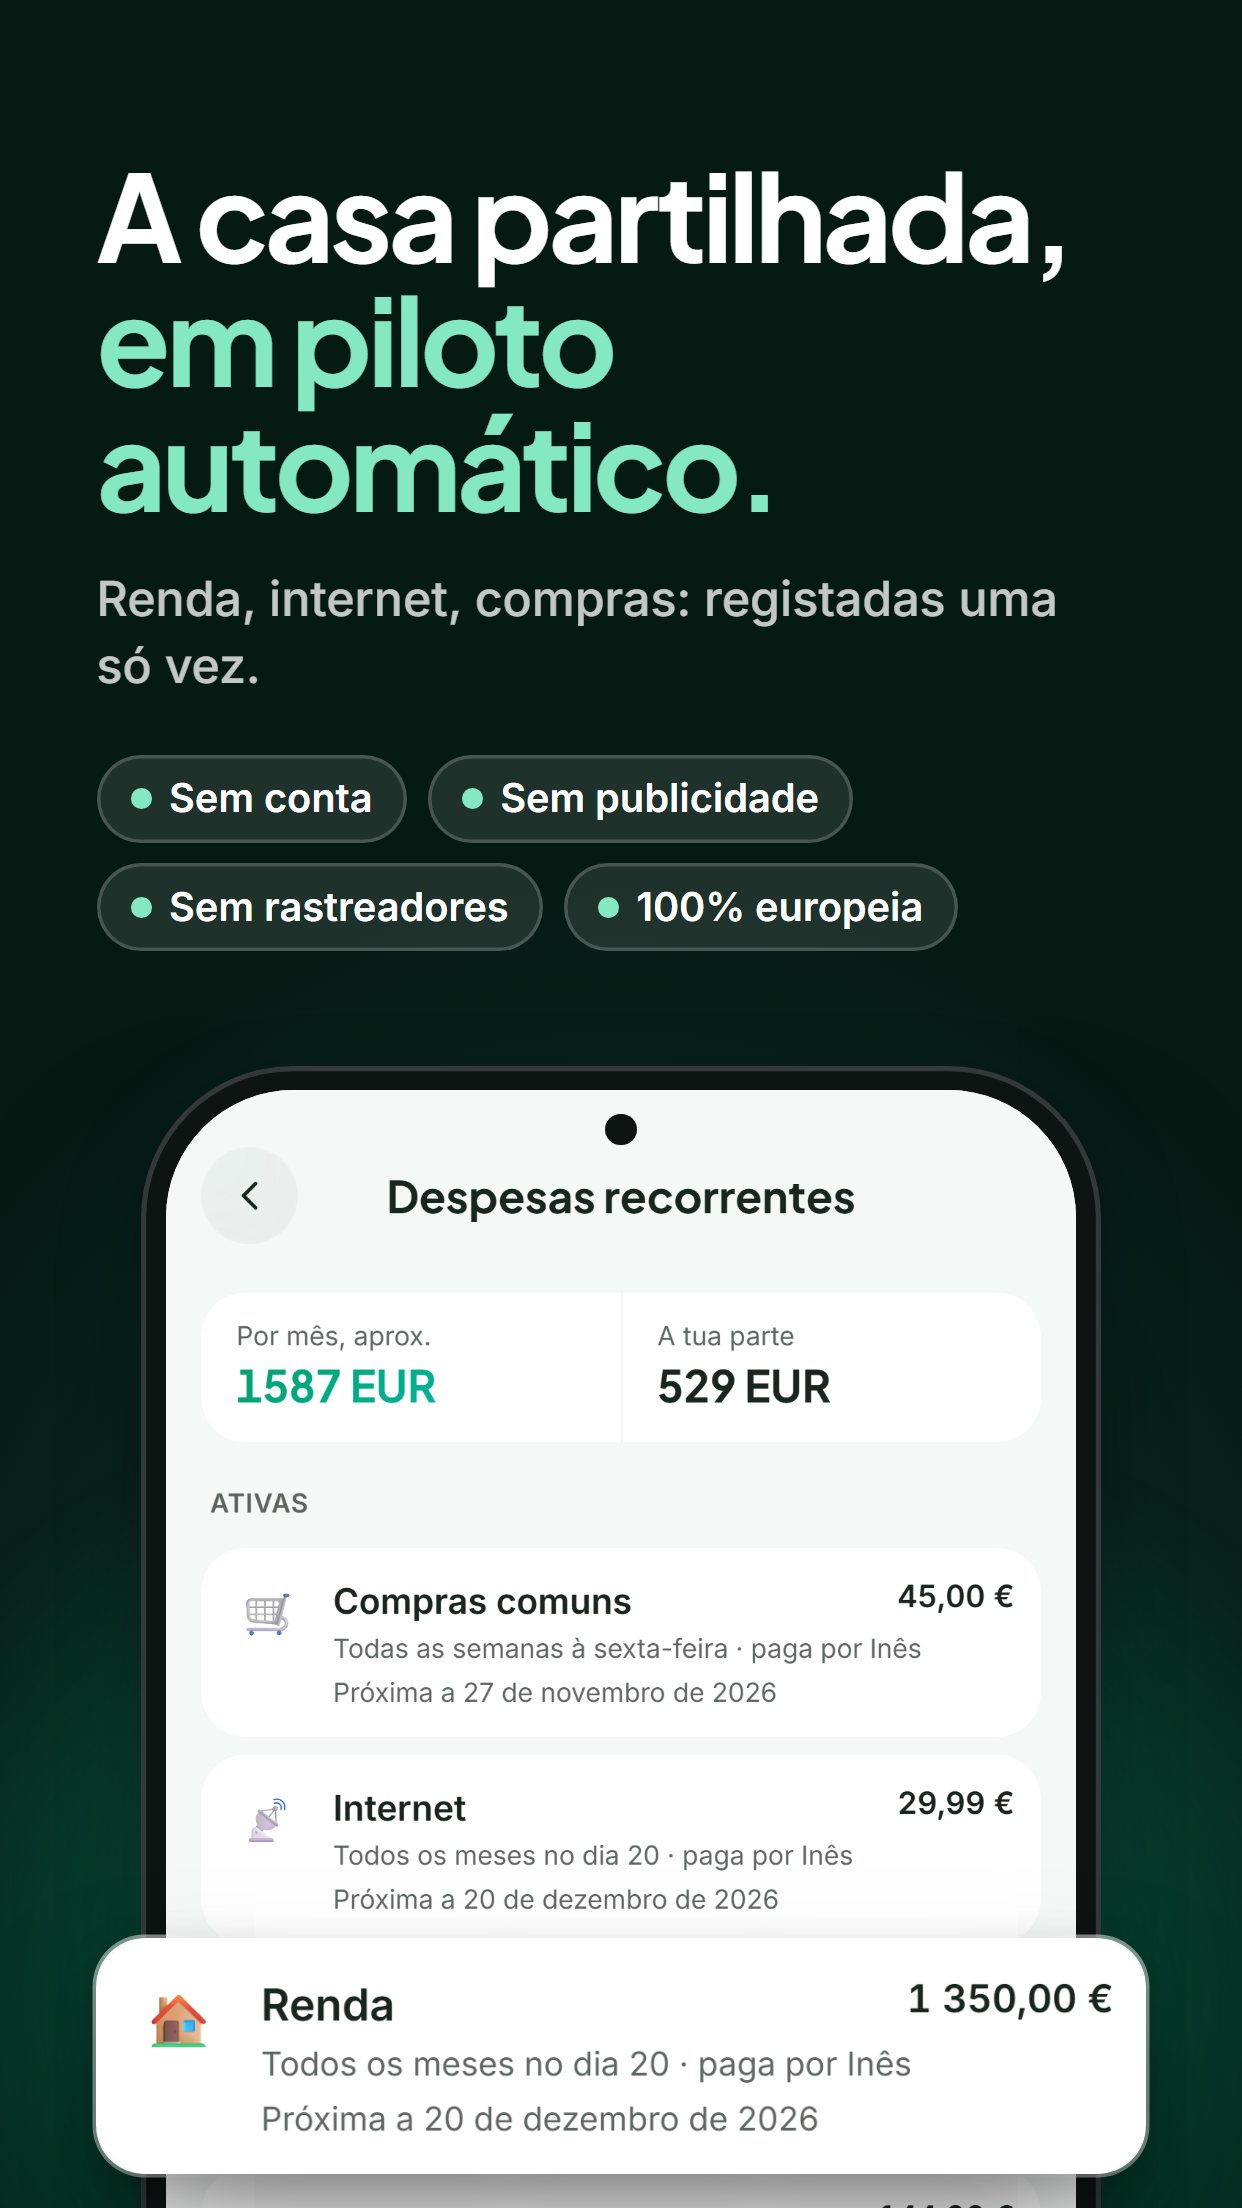 A casa partilhada,
em piloto
automático.
Renda, internet, compras: registadas uma
só vez.
Sem conta
Sem publicidade
Sem rastreadores
100% europeia
Despesas recorrentes
Por mês, aprox.
1587 EUR
A tua parte
529 EUR
ATIVAS
Compras comuns
45,00 €
Todas as semanas à sexta-feira · paga por Inês
Próxima a 27 de novembro de 2026
Internet
29,99 €
Todos os meses no dia 20 · paga por Inês
Próxima a 20 de dezembro de 2026
Renda
1 350,00 €
Todos os meses no dia 20 · paga por Inês
Próxima a 20 de dezembro de 2026